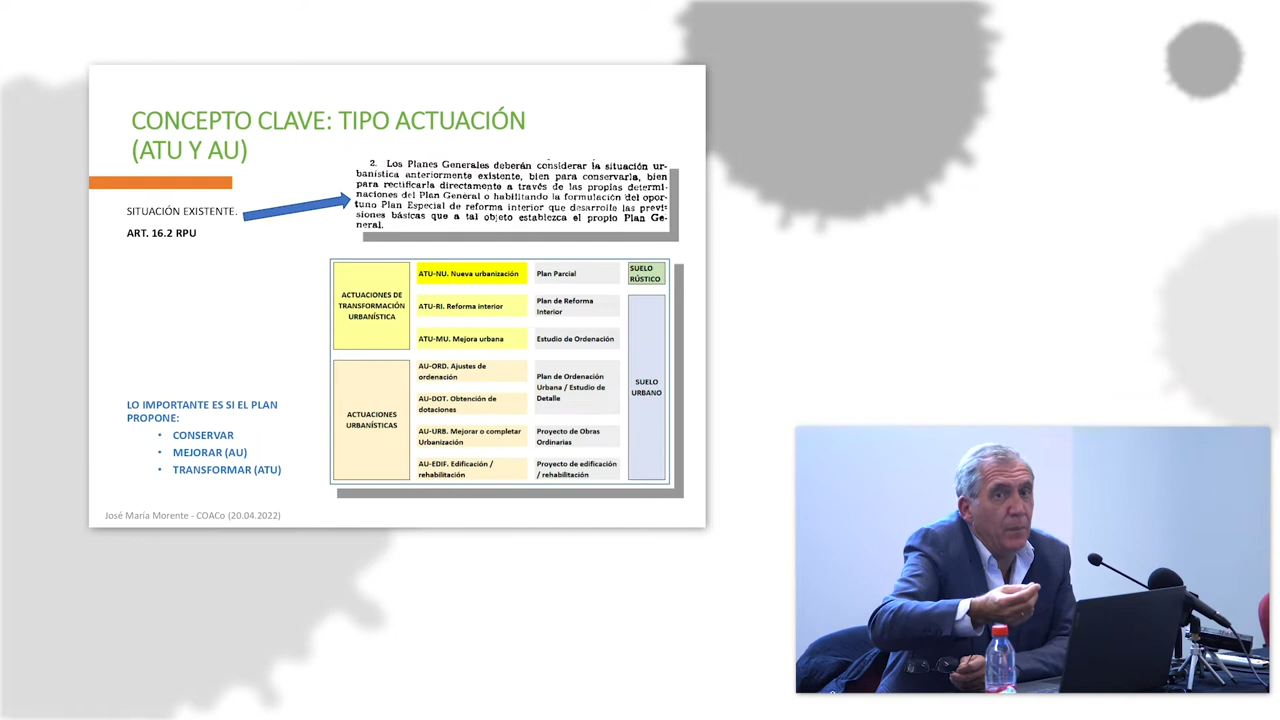 CONCEPTO CLAVE: TIPO ACTUACIÓN
(ATU Y AU)
2. Los Planes Generales deberán considerar la situación ur-
banística anteriormente existente, bien para conservarla, bien
para rectificarla directamente a través de las propias determi-
naciones del Plan General o habilitando la formulación del opor-
tuno Plan Especial de reforma interior que desarrolle las previ-
siones básicas que a tal objeto establezca el propio Plan Ge-
neral.
SITUACIÓN EXISTENTE.
ART. 16.2 RPU
ACTUACIONES DE
TRANSFORMACIÓN
URBANÍSTICA
ATU-NU. Nueva urbanización
Plan Parcial
SUELO
RÚSTICO
ATU-RI. Reforma interior
Plan de Reforma
Interior
ATU-MU. Mejora urbana
Estudio de Ordenación
ACTUACIONES
URBANÍSTICAS
AU-ORD. Ajustes de
ordenación
Plan de Ordenación
Urbana / Estudio de
Detalle
SUELO
URBANO
AU-DOT. Obtención de
dotaciones
AU-URB. Mejorar o completar
Urbanización
Proyecto de Obras
Ordinarias
AU-EDIF. Edificación /
rehabilitación
Proyecto de edificación
/ rehabilitación
LO IMPORTANTE ES SI EL PLAN
PROPONE:
• CONSERVAR
• MEJORAR (AU)
• TRANSFORMAR (ATU)
José María Morente - COACo (20.04.2022)